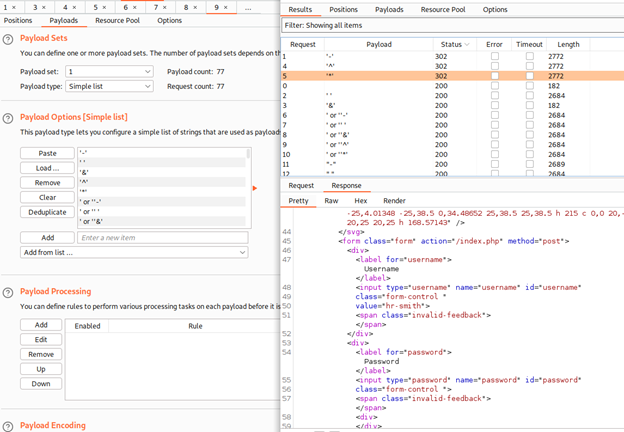 1 × 3 × 4 × 5 × 6 × 7 × 8 × 9 × ...
Positions Payloads Resource Pool Options
Payload Sets
You can define one or more payload sets. The number of payload sets depends on th
Payload set: 1 Payload count: 77
Payload type: Simple list Request count: 77
Payload Options [Simple list]
This payload type lets you configure a simple list of strings that are used as payloads
Paste '-'
Load ... ' '
'&'
Remove '^'
Clear '*'
' or ''-'
Deduplicate ' or '' '
' or ''&'
Add Enter a new item
Add from list ...
Payload Processing
You can define rules to perform various processing tasks on each payload before it is
Add Enabled Rule
Edit
Remove
Up
Down
Payload Encoding
Results Positions Payloads Resource Pool Options
Filter: Showing all items
Request Payload Status Error Timeout Length
1 '-' 302 2772
4 '^' 302 2772
5 '*' 302 2772
0 200 182
2 ' ' 200 2684
3 '&' 200 182
6 ' or ''-' 200 2684
7 ' or '' ' 200 2684
8 ' or ''&' 200 2684
9 ' or ''^' 200 2684
10 ' or ''*' 200 2684
11 "-" 200 2689
12 " " 200 2684
Request Response
Pretty Raw Hex Render
-25,4.01348 -25,38.5 0,34.48652 25,38.5 25,38.5 h 215 c 0,0 20,-
20,25 20,25 h 168.57143" />
44 </svg>
45 <form class="form" action="/index.php" method="post">
46 <div>
47 <label for="username">
Username
</label>
48 <input type="username" name="username" id="username"
49 class="form-control "
50 value="hr-smith">
51 <span class="invalid-feedback">
</span>
52 </div>
53 <div>
54 <label for="password">
Password
</label>
55 <input type="password" name="password" id="password"
56 class="form-control ">
57 <span class="invalid-feedback">
</span>
58 <div>
59 </div>